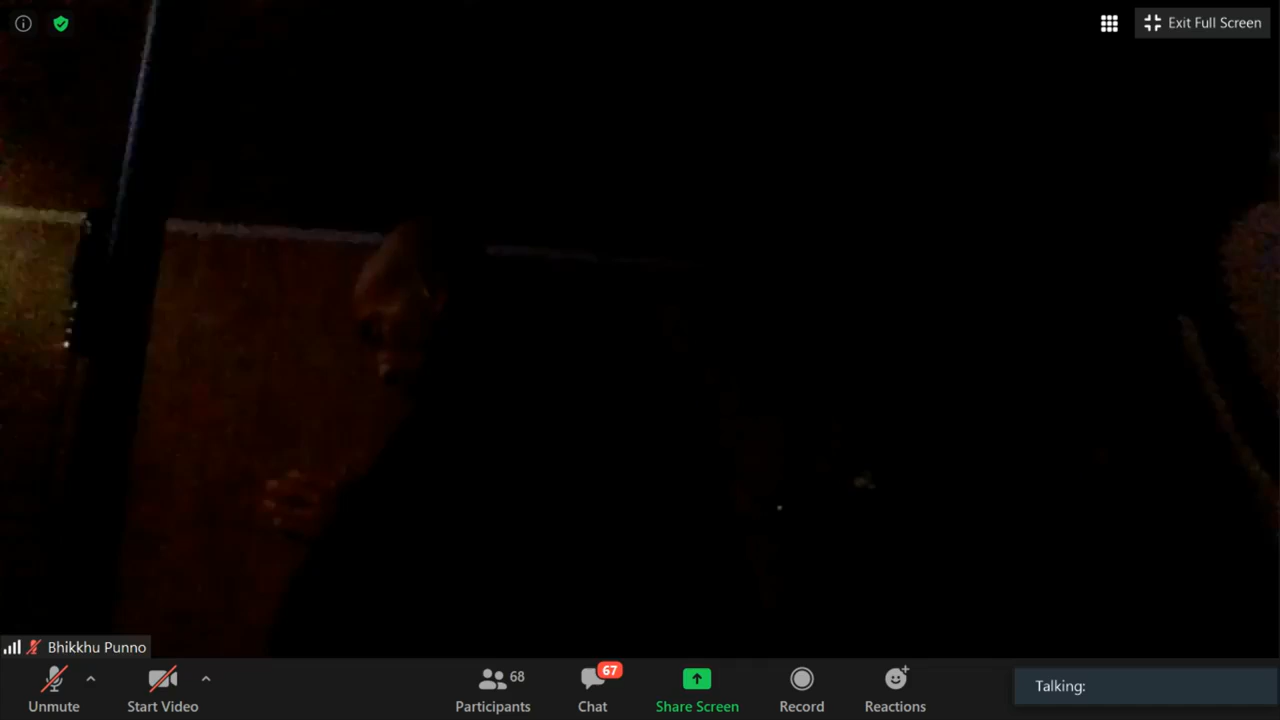 Exit Full Screen
Bhikkhu Punno
Unmute
Start Video
68
Participants
67
Chat
Share Screen
Record
Reactions
Talking: